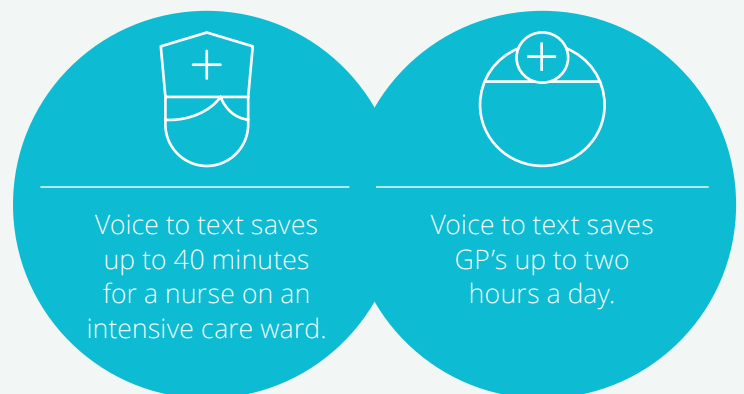 Voice to text saves
up to 40 minutes
for a nurse on an
intensive care ward.
Voice to text saves
GP's up to two
hours a day.